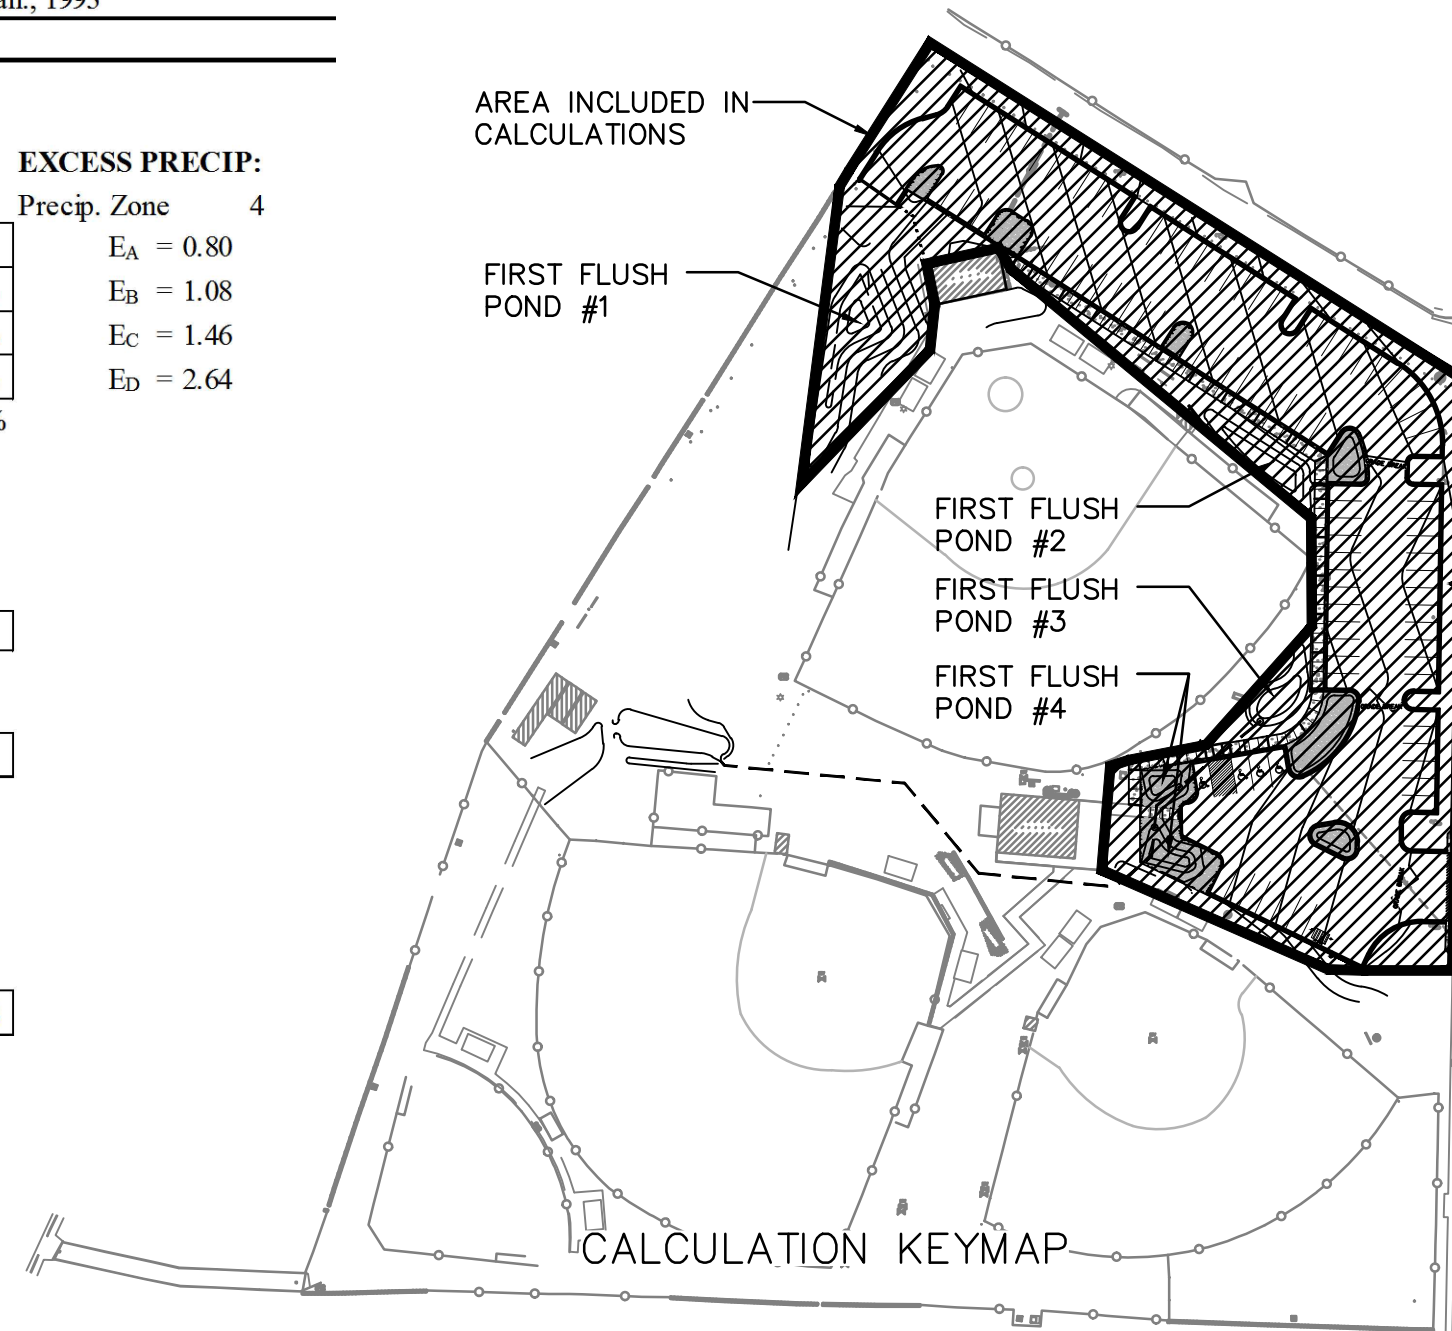 EXCESS PRECIP:
Precip. Zone 4
EA = 0.80
EB = 1.08
EC = 1.46
ED = 2.64
%
AREA INCLUDED IN
CALCULATIONS
FIRST FLUSH
POND #1
FIRST FLUSH
POND #2
FIRST FLUSH
POND #3
FIRST FLUSH
POND #4
CALCULATION KEYMAP